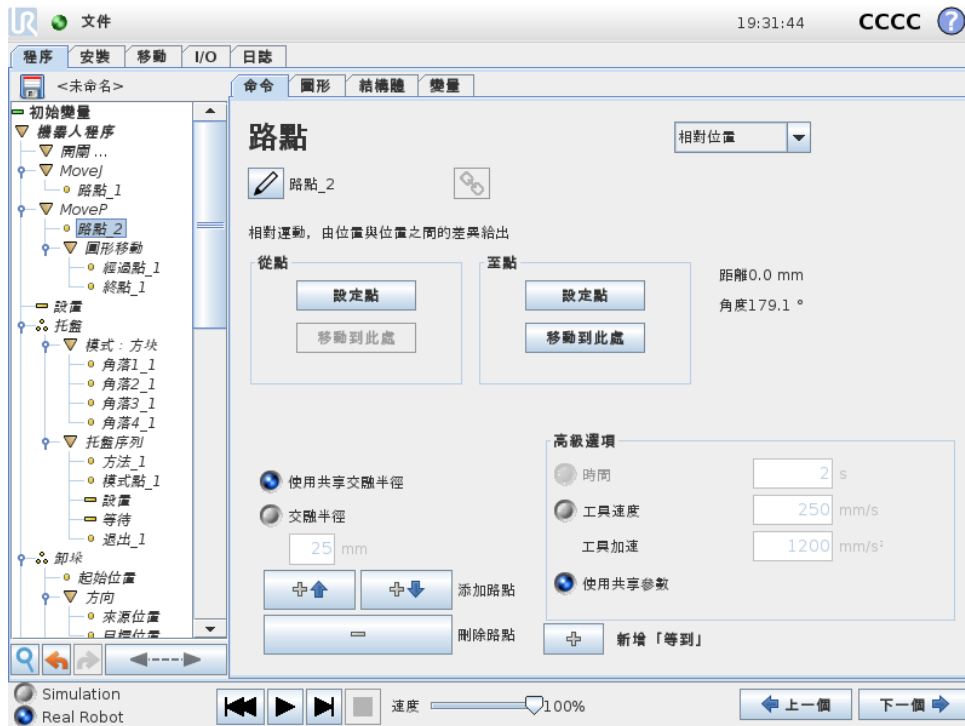 UR 文件 19:31:44 CCCC ?
程序 安裝 移動 I/O 日誌
<未命名>
命令 圖形 結構體 變量
初始變量
機器人程序
開關 ...
MoveJ
路點_1
MoveP
路點_2
圓形移動
經過點_1
終點_1
設置
托盤
模式：方块
角落1_1
角落2_1
角落3_1
角落4_1
托盤序列
方法_1
模式點_1
設置
等待
退出_1
卸垛
起始位置
方向
來源位置
目標位置
路點
相對位置
路點_2
相對運動, 由位置與位置之間的差異給出
從點
設定點
移動到此處
至點
設定點
移動到此處
距離0.0 mm
角度179.1 °
使用共享交融半徑
交融半徑
25 mm
添加路點
刪除路點
高級選項
時間 2 s
工具速度 250 mm/s
工具加速 1200 mm/s²
使用共享參數
新增「等到」
Simulation
Real Robot
速度 100%
上一個
下一個